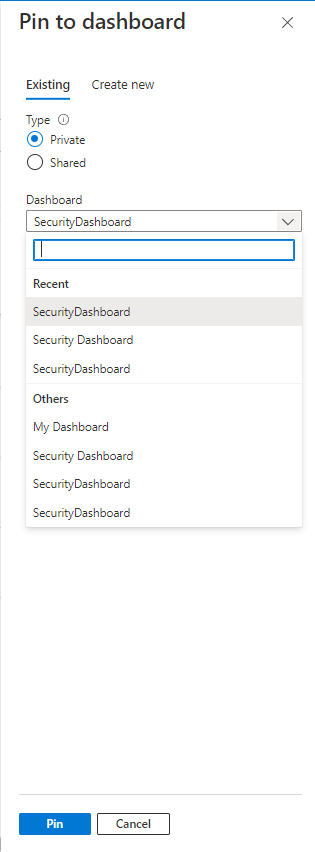 Pin to dashboard
Existing Create new
Type
Private
Shared
Dashboard
SecurityDashboard
Recent
SecurityDashboard
Security Dashboard
SecurityDashboard
Others
My Dashboard
Security Dashboard
SecurityDashboard
SecurityDashboard
Pin Cancel